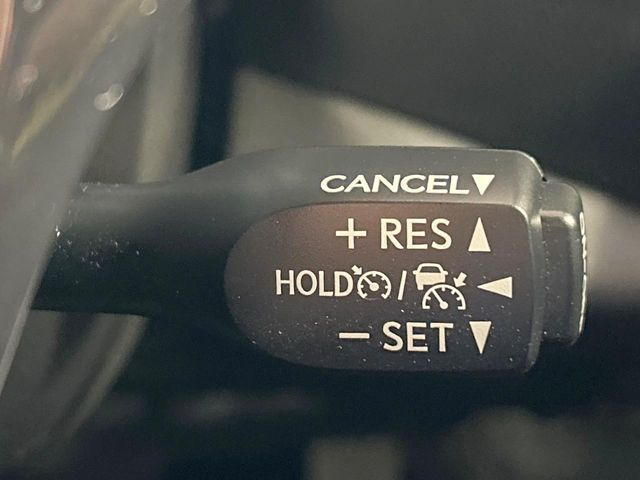 CANCEL▼
+ RES ▲
HOLD / ◀
− SET ▼